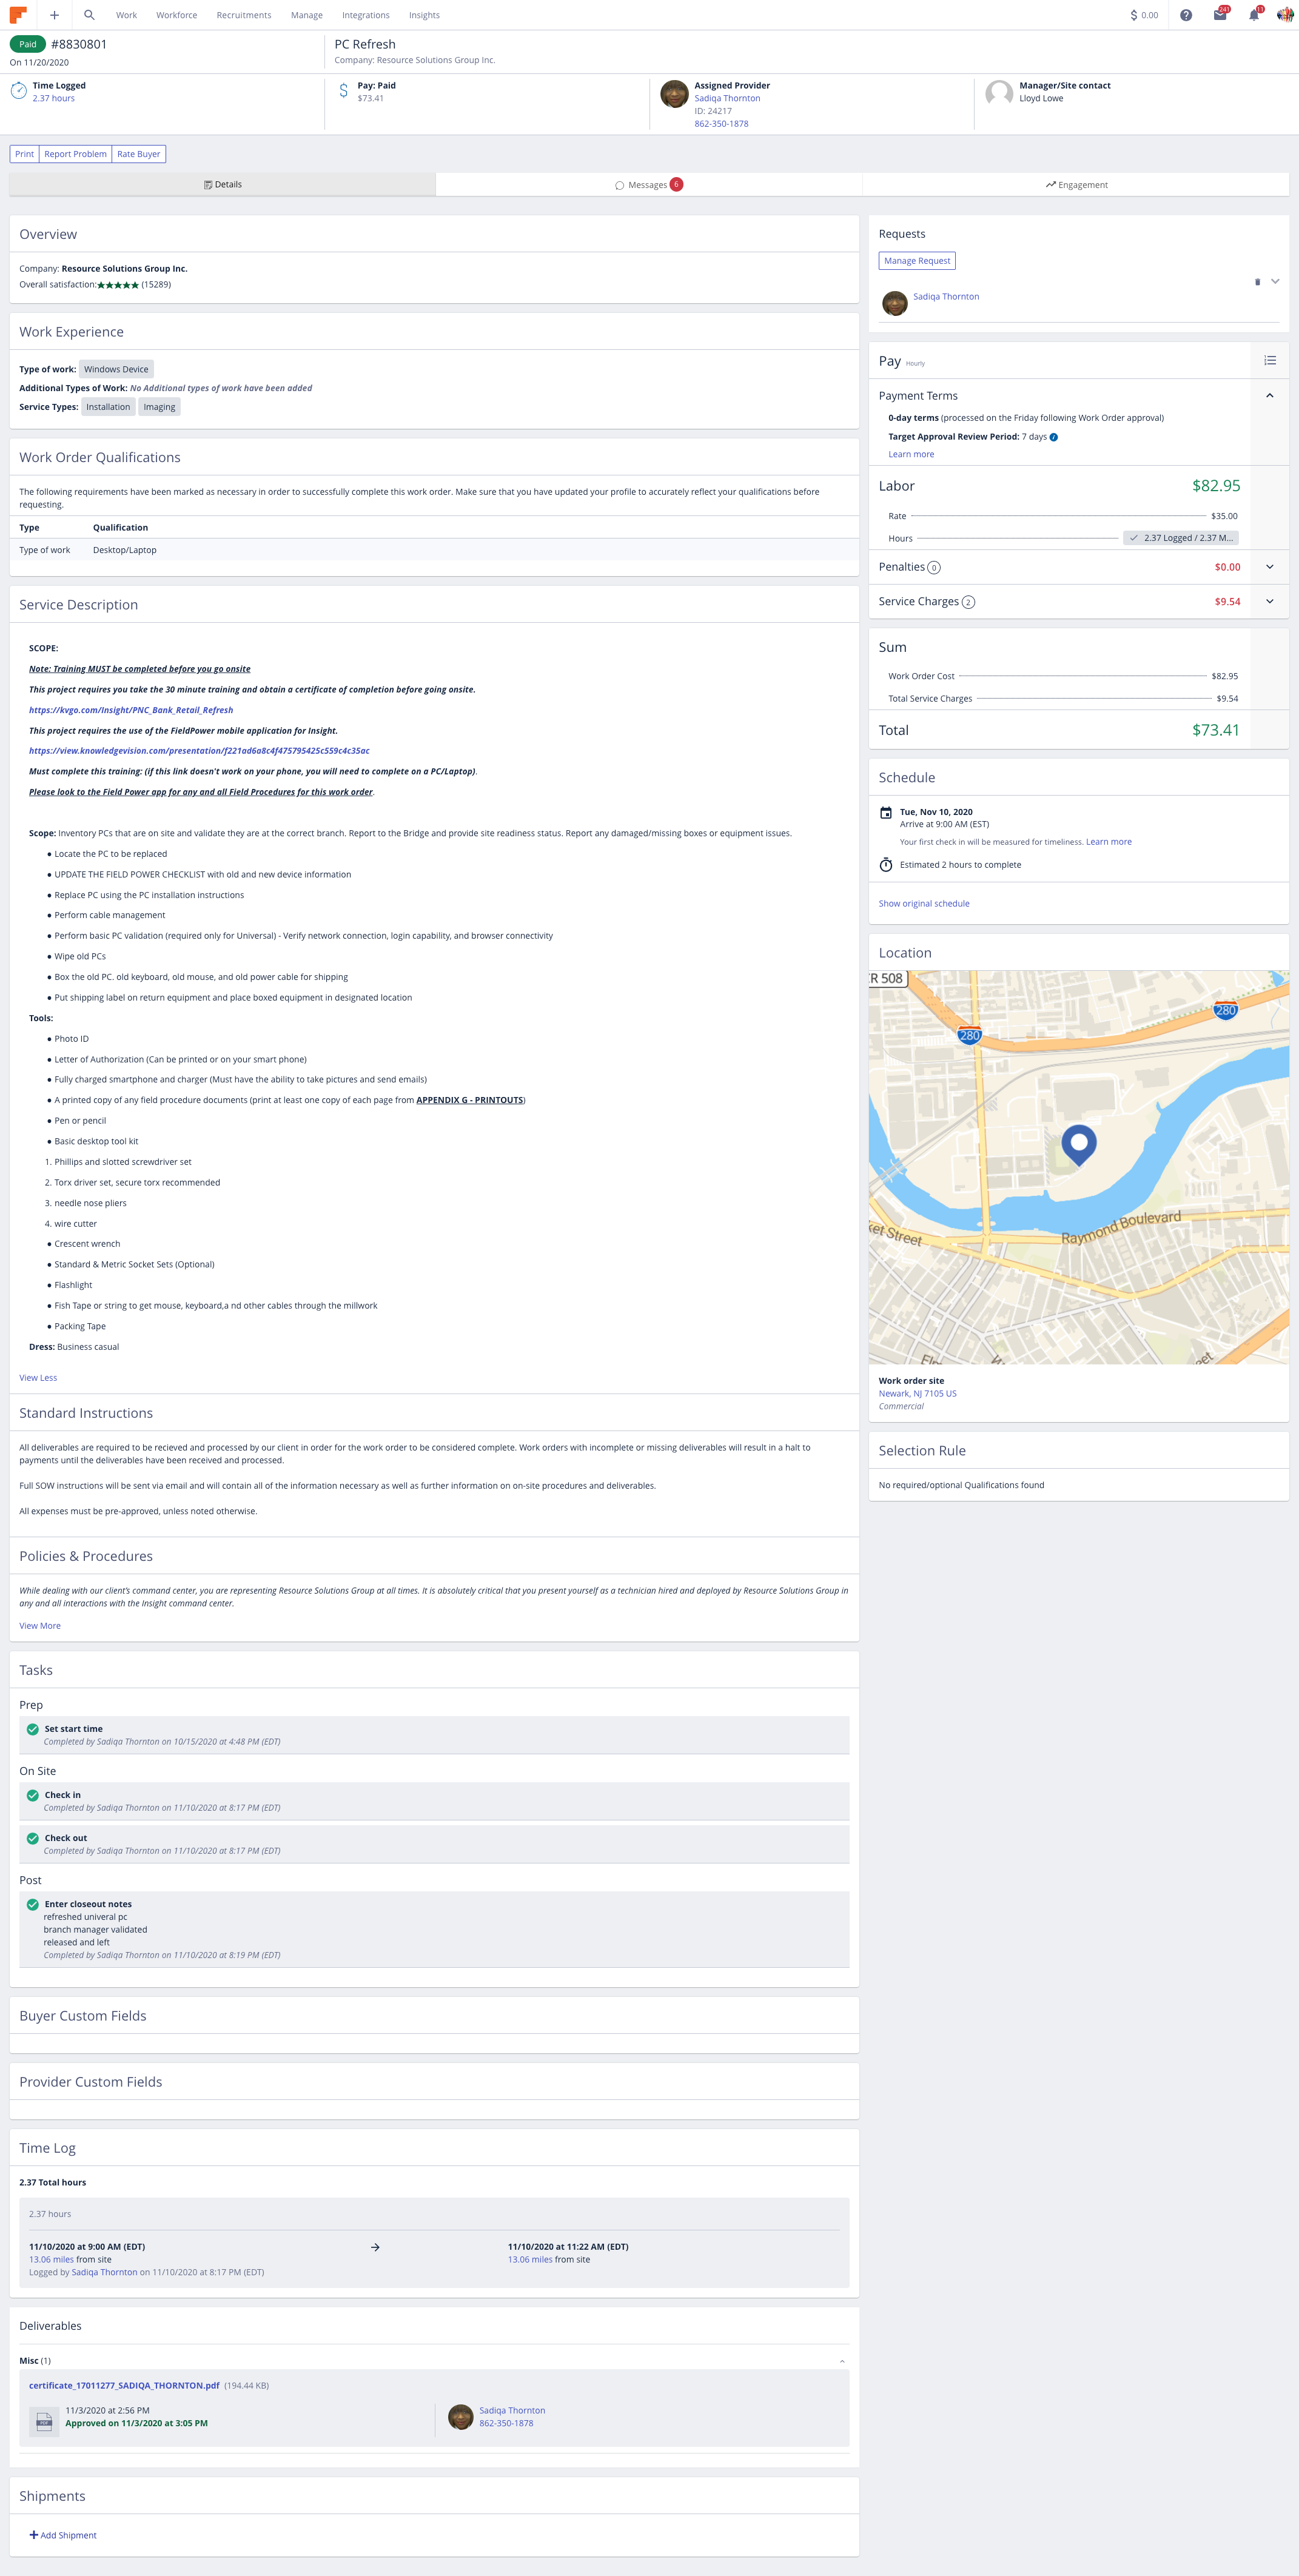 Work Workforce Recruitments Manage Integrations Insights $ 0.00 241 11
Paid #8830801
On 11/20/2020
PC Refresh
Company: Resource Solutions Group Inc.
Time Logged
2.37 hours
Pay: Paid
$73.41
Assigned Provider
Sadiqa Thornton
ID: 24217
862-350-1878
Manager/Site contact
Lloyd Lowe
Print Report Problem Rate Buyer
Details Messages 6 Engagement
Overview
Company: Resource Solutions Group Inc.
Overall satisfaction:★★★★★ (15289)
Work Experience
Type of work: Windows Device
Additional Types of Work: No Additional types of work have been added
Service Types: Installation Imaging
Work Order Qualifications
The following requirements have been marked as necessary in order to successfully complete this work order. Make sure that you have updated your profile to accurately reflect your qualifications before
requesting.
Type Qualification
Type of work Desktop/Laptop
Service Description
SCOPE:
Note: Training MUST be completed before you go onsite
This project requires you take the 30 minute training and obtain a certificate of completion before going onsite.
https://kvgo.com/Insight/PNC_Bank_Retail_Refresh
This project requires the use of the FieldPower mobile application for Insight.
https://view.knowledgevision.com/presentation/f221ad6a8c4f475795425c559c4c35ac
Must complete this training: (if this link doesn't work on your phone, you will need to complete on a PC/Laptop).
Please look to the Field Power app for any and all Field Procedures for this work order.
Scope: Inventory PCs that are on site and validate they are at the correct branch. Report to the Bridge and provide site readiness status. Report any damaged/missing boxes or equipment issues.
● Locate the PC to be replaced
● UPDATE THE FIELD POWER CHECKLIST with old and new device information
● Replace PC using the PC installation instructions
● Perform cable management
● Perform basic PC validation (required only for Universal) - Verify network connection, login capability, and browser connectivity
● Wipe old PCs
● Box the old PC. old keyboard, old mouse, and old power cable for shipping
● Put shipping label on return equipment and place boxed equipment in designated location
Tools:
● Photo ID
● Letter of Authorization (Can be printed or on your smart phone)
● Fully charged smartphone and charger (Must have the ability to take pictures and send emails)
● A printed copy of any field procedure documents (print at least one copy of each page from APPENDIX G - PRINTOUTS)
● Pen or pencil
● Basic desktop tool kit
1. Phillips and slotted screwdriver set
2. Torx driver set, secure torx recommended
3. needle nose pliers
4. wire cutter
● Crescent wrench
● Standard & Metric Socket Sets (Optional)
● Flashlight
● Fish Tape or string to get mouse, keyboard,a nd other cables through the millwork
● Packing Tape
Dress: Business casual
View Less
Standard Instructions
All deliverables are required to be recieved and processed by our client in order for the work order to be considered complete. Work orders with incomplete or missing deliverables will result in a halt to
payments until the deliverables have been received and processed.
Full SOW instructions will be sent via email and will contain all of the information necessary as well as further information on on-site procedures and deliverables.
All expenses must be pre-approved, unless noted otherwise.
Policies & Procedures
While dealing with our client's command center, you are representing Resource Solutions Group at all times. It is absolutely critical that you present yourself as a technician hired and deployed by Resource Solutions Group in
any and all interactions with the Insight command center.
View More
Tasks
Prep
Set start time
Completed by Sadiqa Thornton on 10/15/2020 at 4:48 PM (EDT)
On Site
Check in
Completed by Sadiqa Thornton on 11/10/2020 at 8:17 PM (EDT)
Check out
Completed by Sadiqa Thornton on 11/10/2020 at 8:17 PM (EDT)
Post
Enter closeout notes
refreshed univeral pc
branch manager validated
released and left
Completed by Sadiqa Thornton on 11/10/2020 at 8:19 PM (EDT)
Buyer Custom Fields
Provider Custom Fields
Time Log
2.37 Total hours
2.37 hours
11/10/2020 at 9:00 AM (EDT) 11/10/2020 at 11:22 AM (EDT)
13.06 miles from site 13.06 miles from site
Logged by Sadiqa Thornton on 11/10/2020 at 8:17 PM (EDT)
Deliverables
Misc (1)
certificate_17011277_SADIQA_THORNTON.pdf (194.44 KB)
11/3/2020 at 2:56 PM
Approved on 11/3/2020 at 3:05 PM
Sadiqa Thornton
862-350-1878
Shipments
Add Shipment
Requests
Manage Request
Sadiqa Thornton
Pay Hourly
Payment Terms
0-day terms (processed on the Friday following Work Order approval)
Target Approval Review Period: 7 days
Learn more
Labor $82.95
Rate $35.00
Hours 2.37 Logged / 2.37 M...
Penalties 0 $0.00
Service Charges 2 $9.54
Sum
Work Order Cost $82.95
Total Service Charges $9.54
Total $73.41
Schedule
Tue, Nov 10, 2020
Arrive at 9:00 AM (EST)
Your first check in will be measured for timeliness. Learn more
Estimated 2 hours to complete
Show original schedule
Location
R 508
280
280
ket Street
Raymond Boulevard
Work order site
Newark, NJ 7105 US
Commercial
Selection Rule
No required/optional Qualifications found